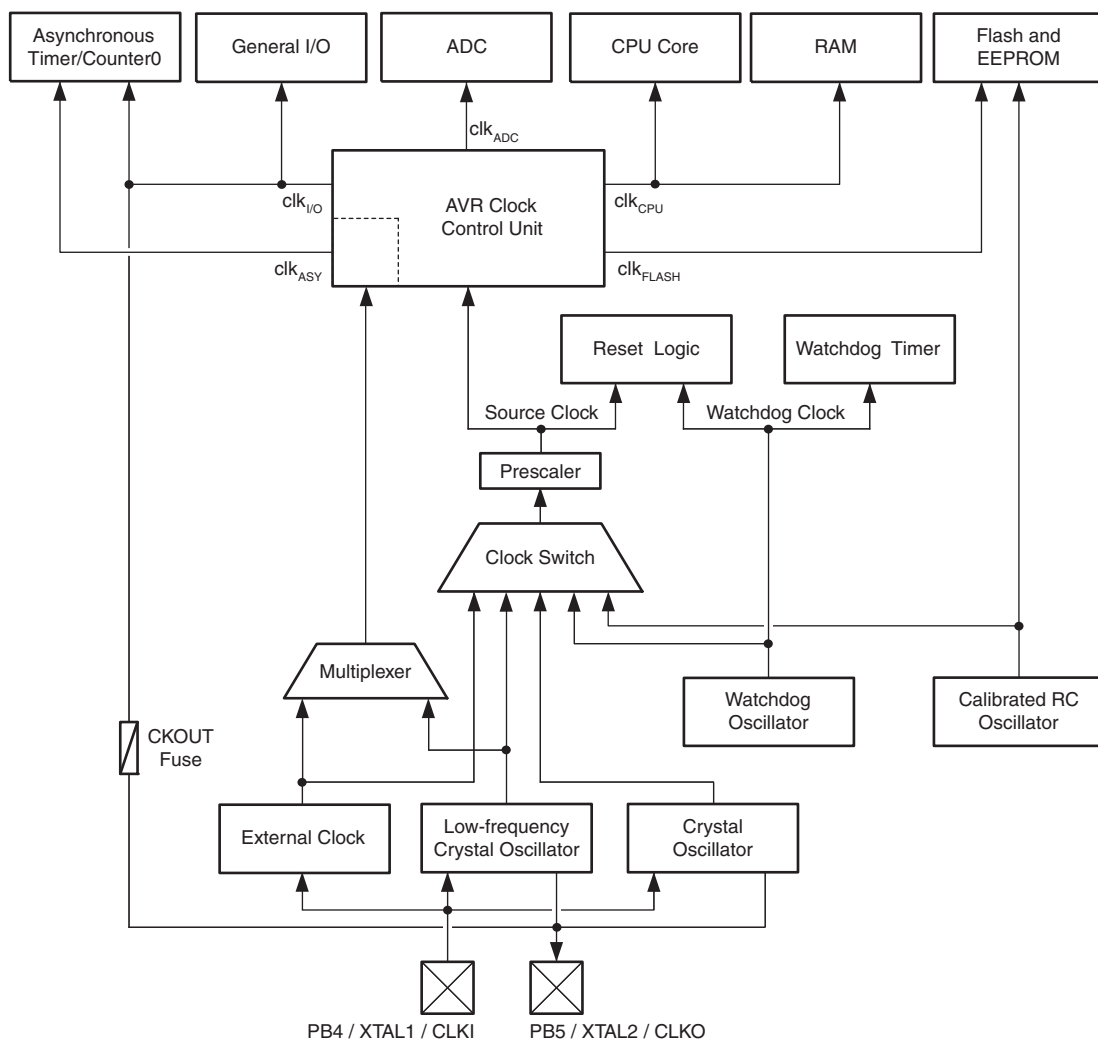 Asynchronous
Timer/Counter0
General I/O
ADC
CPU Core
RAM
Flash and
EEPROM
clkADC
clkI/O
AVR Clock
Control Unit
clkCPU
clkASY
clkFLASH
Reset Logic
Watchdog Timer
Source Clock
Watchdog Clock
Prescaler
Clock Switch
Multiplexer
Watchdog
Oscillator
Calibrated RC
Oscillator
CKOUT
Fuse
External Clock
Low-frequency
Crystal Oscillator
Crystal
Oscillator
PB4 / XTAL1 / CLKI
PB5 / XTAL2 / CLKO